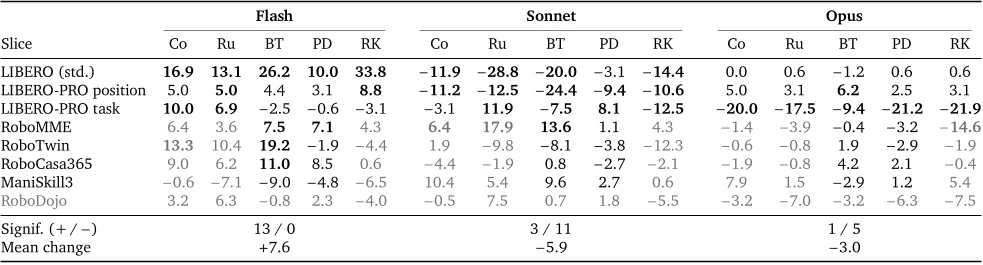 Flash Sonnet Opus
Slice Co Ru BT PD RK Co Ru BT PD RK Co Ru BT PD RK
LIBERO (std.) 16.9 13.1 26.2 10.0 33.8 −11.9 −28.8 −20.0 −3.1 −14.4 0.0 0.6 −1.2 0.6 0.6
LIBERO-PRO position 5.0 5.0 4.4 3.1 8.8 −11.2 −12.5 −24.4 −9.4 −10.6 5.0 3.1 6.2 2.5 3.1
LIBERO-PRO task 10.0 6.9 −2.5 −0.6 −3.1 −3.1 11.9 −7.5 8.1 −12.5 −20.0 −17.5 −9.4 −21.2 −21.9
RoboMME 6.4 3.6 7.5 7.1 4.3 6.4 17.9 13.6 1.1 4.3 −1.4 −3.9 −0.4 −3.2 −14.6
RoboTwin 13.3 10.4 19.2 −1.9 −4.4 1.9 −9.8 −8.1 −3.8 −12.3 −0.6 −0.8 1.9 −2.9 −1.9
RoboCasa365 9.0 6.2 11.0 8.5 0.6 −4.4 −1.9 0.8 −2.7 −2.1 −1.9 −0.8 4.2 2.1 −0.4
ManiSkill3 −0.6 −7.1 −9.0 −4.8 −6.5 10.4 5.4 9.6 2.7 0.6 7.9 1.5 −2.9 1.2 5.4
RoboDojo 3.2 6.3 −0.8 2.3 −4.0 −0.5 7.5 0.7 1.8 −5.5 −3.2 −7.0 −3.2 −6.3 −7.5
Signif. (+ / −) 13 / 0 3 / 11 1 / 5
Mean change +7.6 −5.9 −3.0